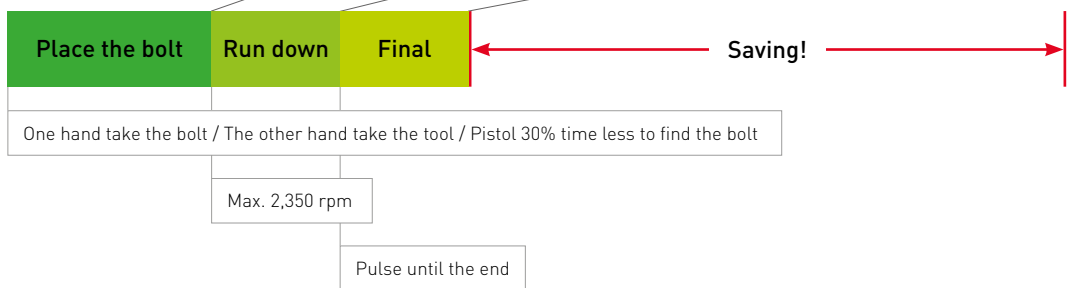 Place the bolt
Run down
Final
Saving!
One hand take the bolt / The other hand take the tool / Pistol 30% time less to find the bolt
Max. 2,350 rpm
Pulse until the end